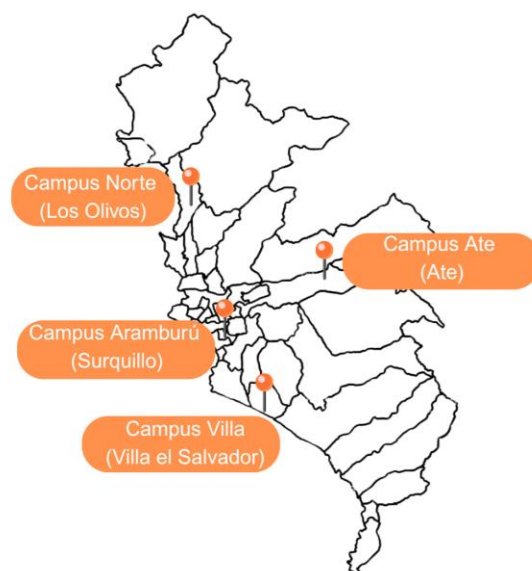 Campus Norte
(Los Olivos)
Campus Ate
(Ate)
Campus Aramburú
(Surquillo)
Campus Villa
(Villa el Salvador)